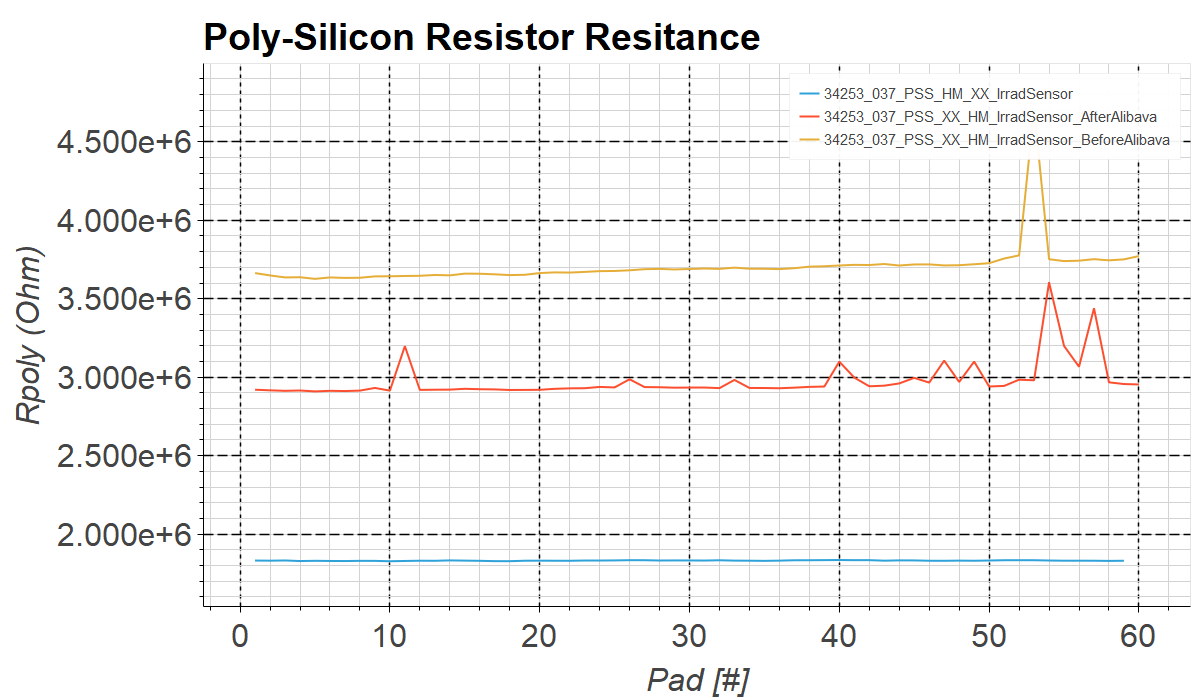 Poly-Silicon Resistor Resitance
34253_037_PSS_HM_XX_IrradSensor
34253_037_PSS_XX_HM_IrradSensor_AfterAlibava
34253_037_PSS_XX_HM_IrradSensor_BeforeAlibava
4.500e+6
4.000e+6
3.500e+6
3.000e+6
2.500e+6
2.000e+6
Rpoly (Ohm)
0 10 20 30 40 50 60
Pad [#]